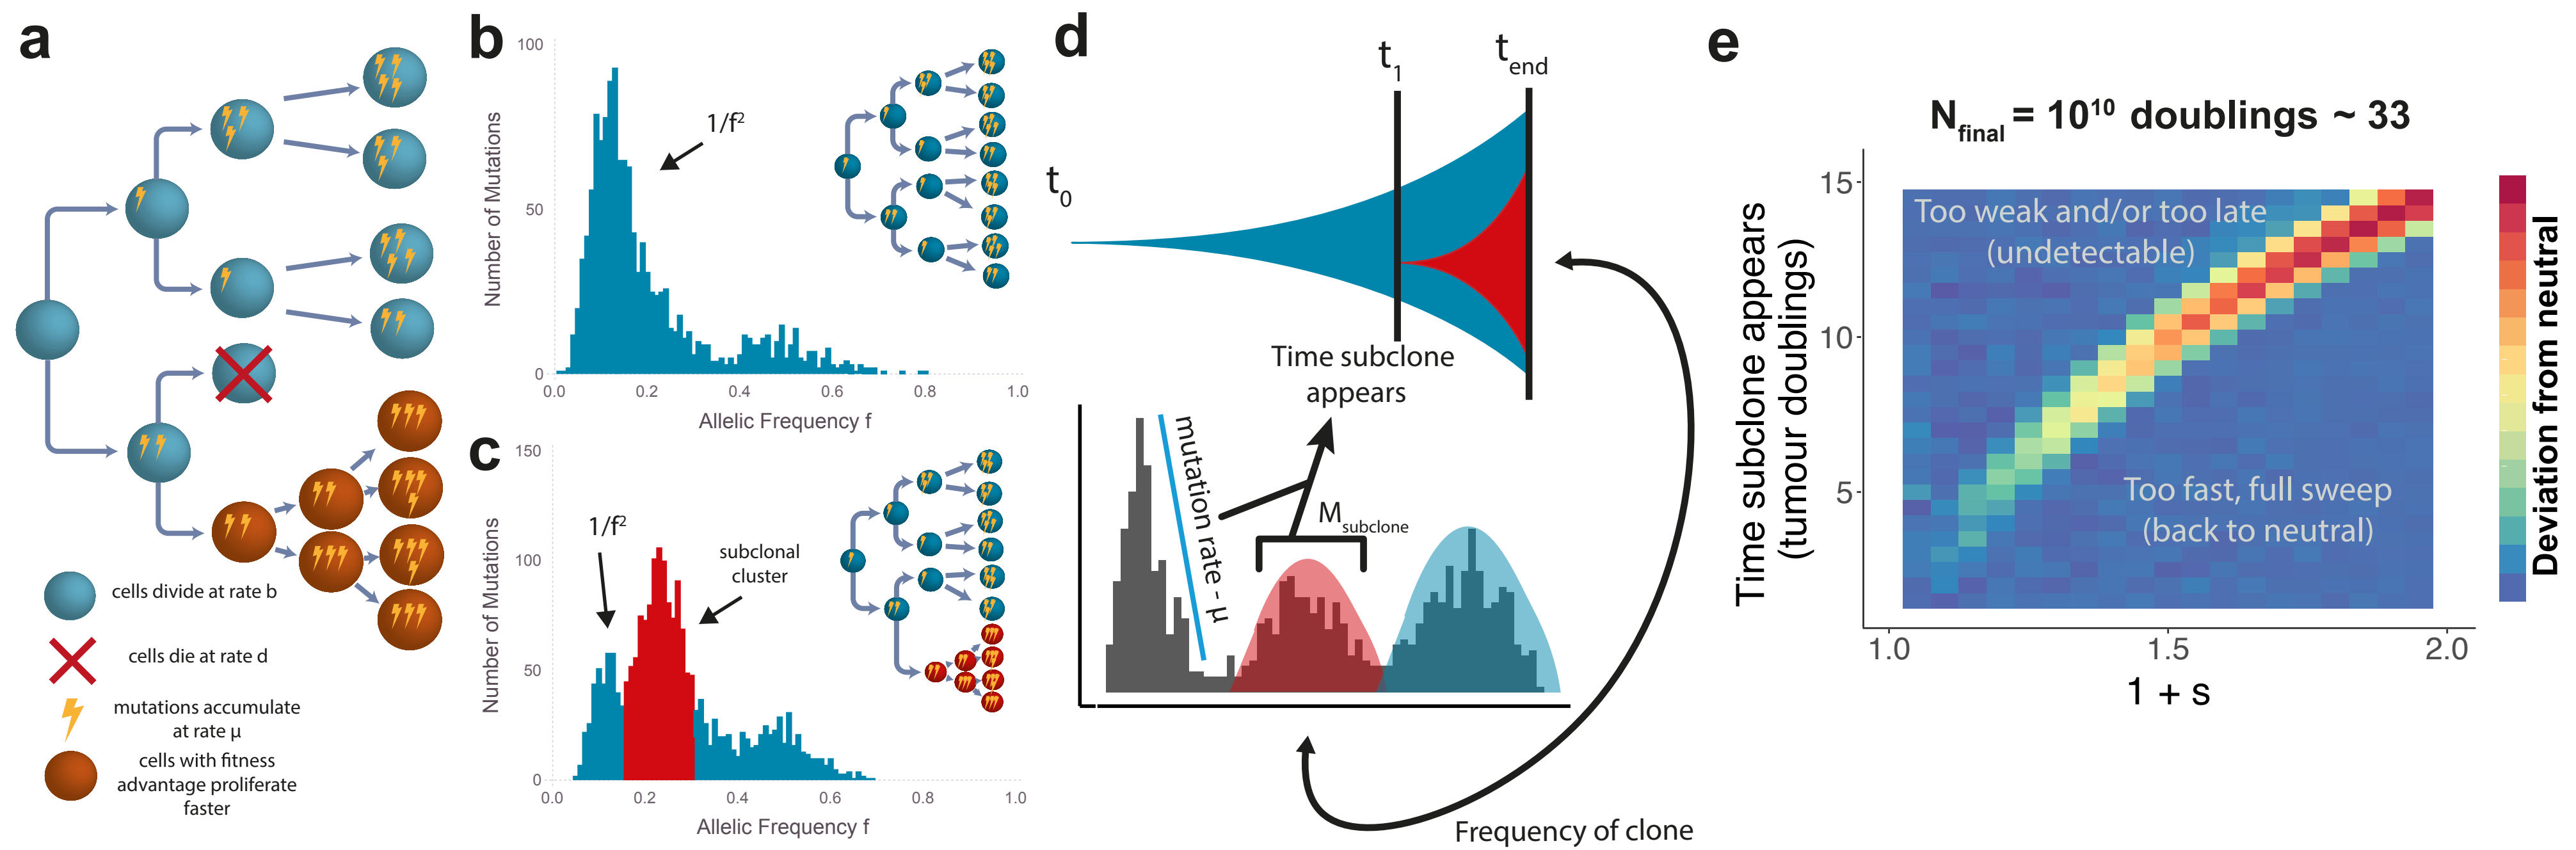 a
cells divide at rate b
cells die at rate d
mutations accumulate
at rate μ
cells with fitness
advantage proliferate
faster
b
100
50
0
Number of Mutations
1/f²
0.0
0.2
0.4
0.6
0.8
1.0
Allelic Frequency f
c
150
100
50
0
Number of Mutations
1/f²
subclonal
cluster
0.0
0.2
0.4
0.6
0.8
1.0
Allelic Frequency f
d
t₀
t₁
tend
Time subclone
appears
mutation rate - μ
Msubclone
Frequency of clone
e
Nfinal = 10¹⁰ doublings ~ 33
Time subclone appears
(tumour doublings)
15
10
5
Too weak and/or too late
(undetectable)
Too fast, full sweep
(back to neutral)
1.0
1.5
2.0
1 + s
Deviation from neutral